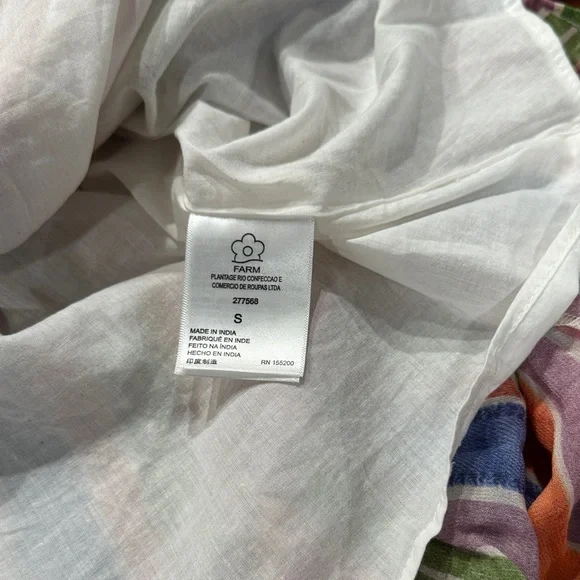 FARM
PLANTAGE RIO CONFECCAO E
COMERCIO DE ROUPAS LTDA
277568
S
MADE IN INDIA
FABRIQUÉ EN INDE
FEITO NA ÍNDIA
HECHO EN INDIA
印度制造 RN 155200